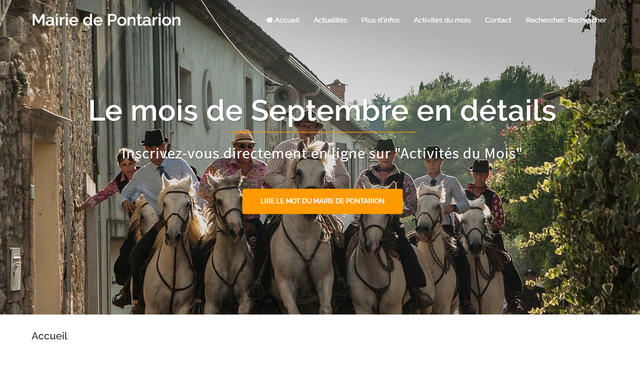 Mairie de Pontarion
Accueil Actualités Plus d'infos Activités du mois Contact Rechercher: Rechercher
Le mois de Septembre en détails
Inscrivez-vous directement en ligne sur "Activités du Mois"
LIRE LE MOT DU MAIRE DE PONTARION
Accueil